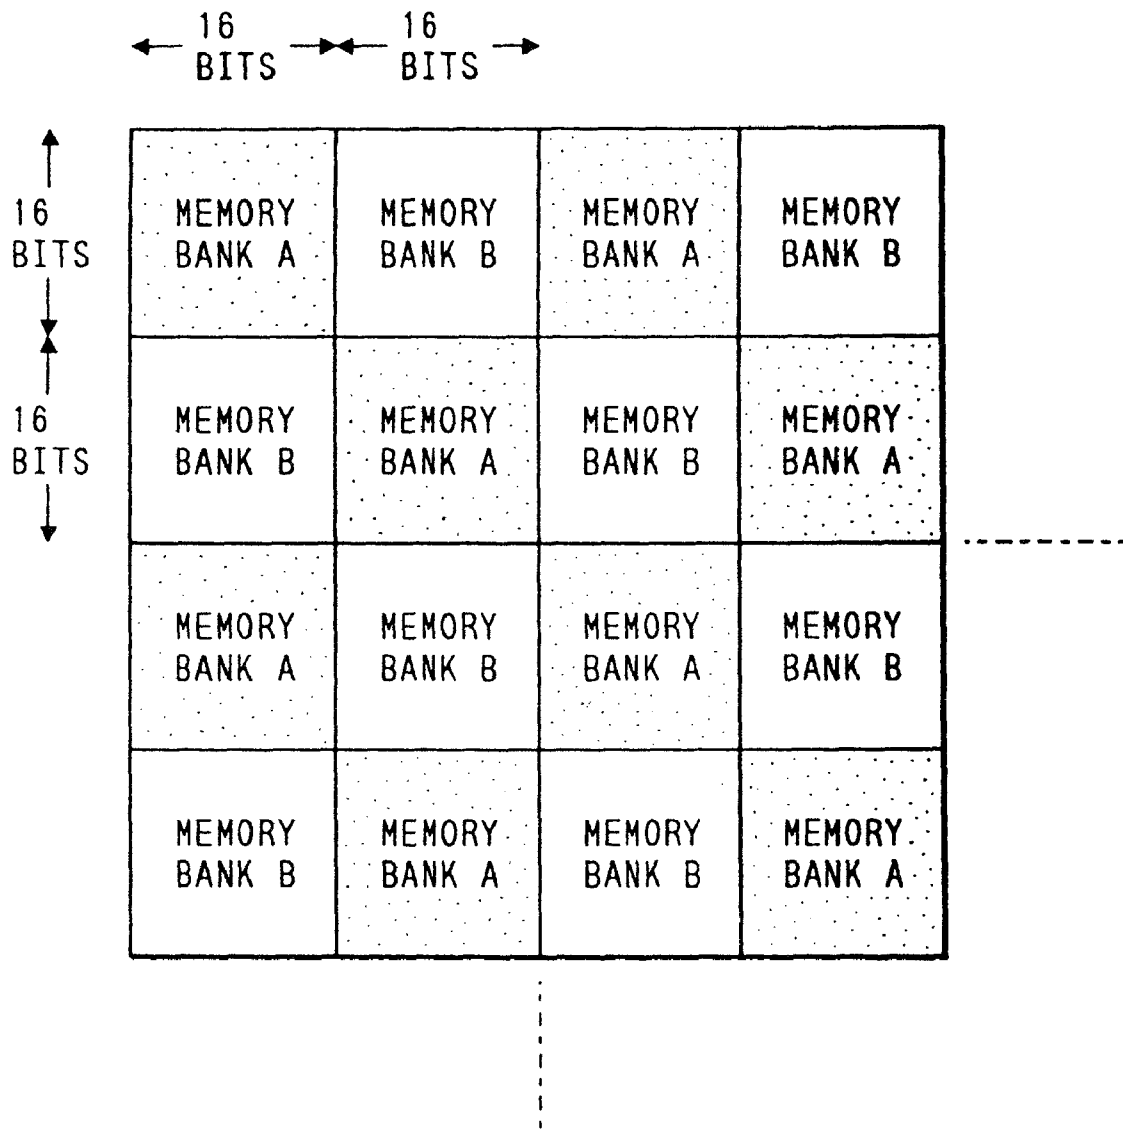 16 16
BITS BITS
MEMORY MEMORY MEMORY MEMORY
16
BANK A BANK B BANK A BANK B
BITS
MEMORY MEMORY MEMORY MEMORY
16
BANK B BANK A BANK B BANK A
BITS
MEMORY MEMORY MEMORY MEMORY
BANK A BANK B BANK A BANK B
MEMORY MEMORY MEMORY MEMORY
BANK B BANK A BANK B BANK A